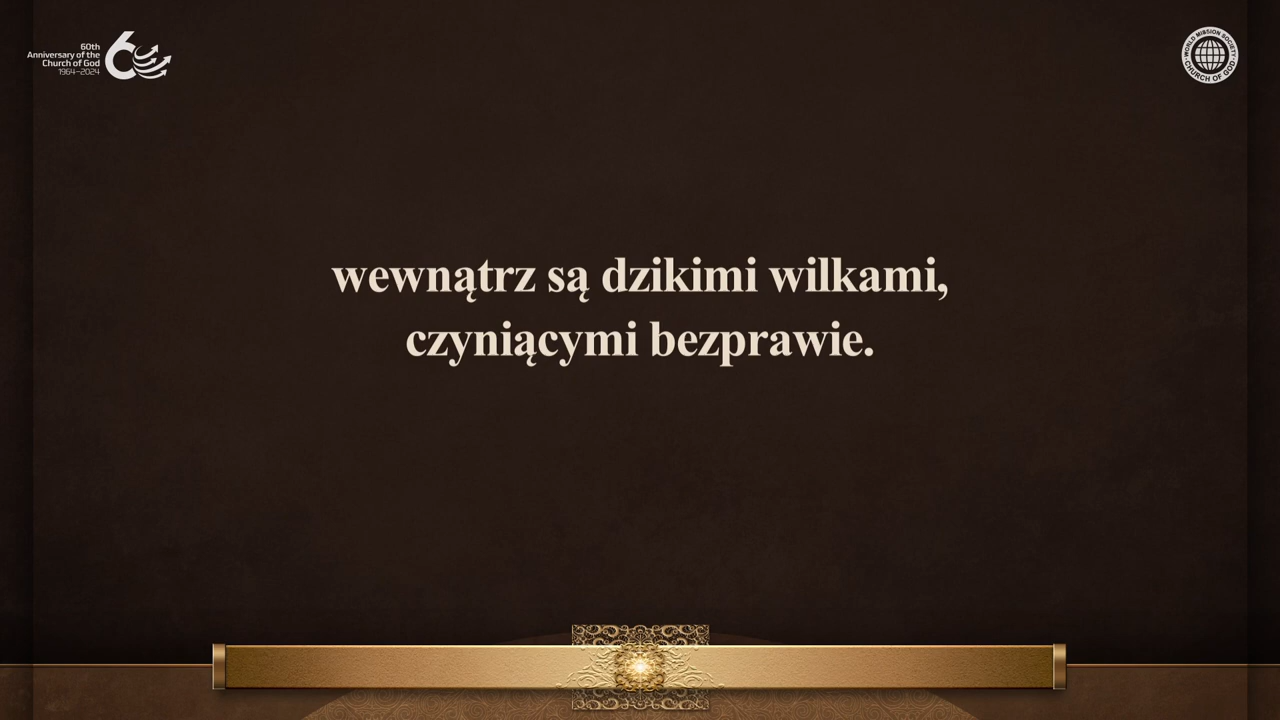 60th
Anniversary of the
Church of God
1964–2024
60
WORLD MISSION SOCIETY
CHURCH OF GOD
wewnątrz są dzikimi wilkami,
czyniącymi bezprawie.